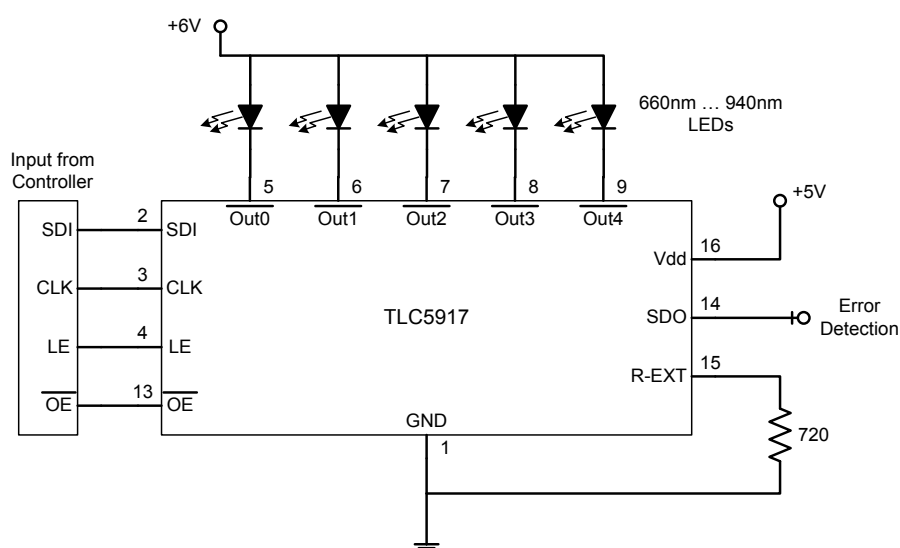 +6V
660nm … 940nm
LEDs
Input from
Controller
5
6
7
8
9
+5V
Out0
Out1
Out2
Out3
Out4
SDI
2
SDI
16
Vdd
CLK
3
CLK
TLC5917
14
SDO
Error
Detection
LE
4
LE
15
R-EXT
OE
13
OE
GND
1
720